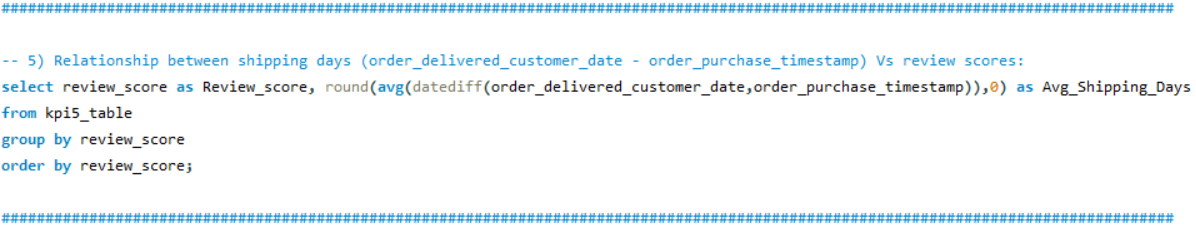 ######################################################################################################################################
-- 5) Relationship between shipping days (order_delivered_customer_date - order_purchase_timestamp) Vs review scores:
select review_score as Review_score, round(avg(datediff(order_delivered_customer_date,order_purchase_timestamp)),0) as Avg_Shipping_Days
from kpi5_table
group by review_score
order by review_score;
######################################################################################################################################